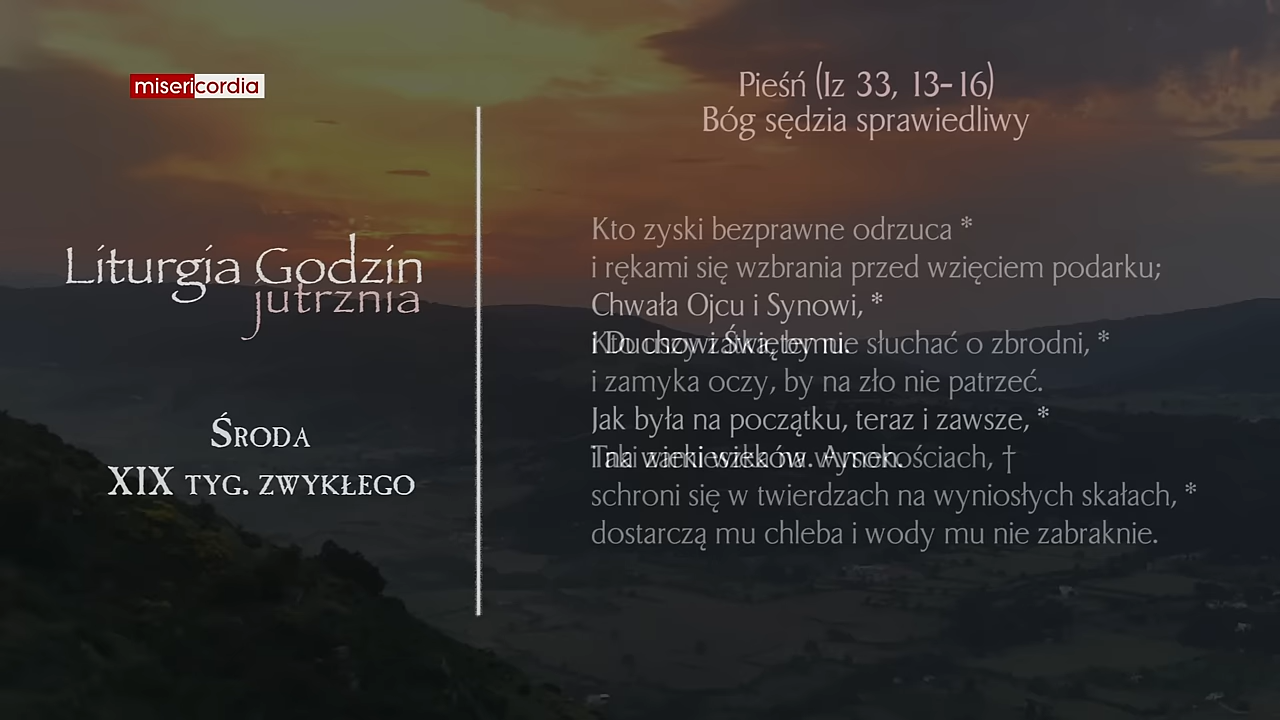 misericordia
Liturgia Godzin
jutrznia
Środa
XIX tyg. zwykłego
Pieśń (Iz 33, 13-16)
Bóg sędzia sprawiedliwy
Kto zyski bezprawne odrzuca *
i rękami się wzbrania przed wzięciem podarku;
Chwała Ojcu i Synowi, *
i Duchowi Świętemu.
nie słuchać o zbrodni, *
i zamyka oczy, by na zło nie patrzeć.
Jak była na początku, teraz i zawsze, *
i na wieki wieków. Amen.
schroni się w twierdzach na wyniosłych skałach, *
dostarczą mu chleba i wody mu nie zabraknie.